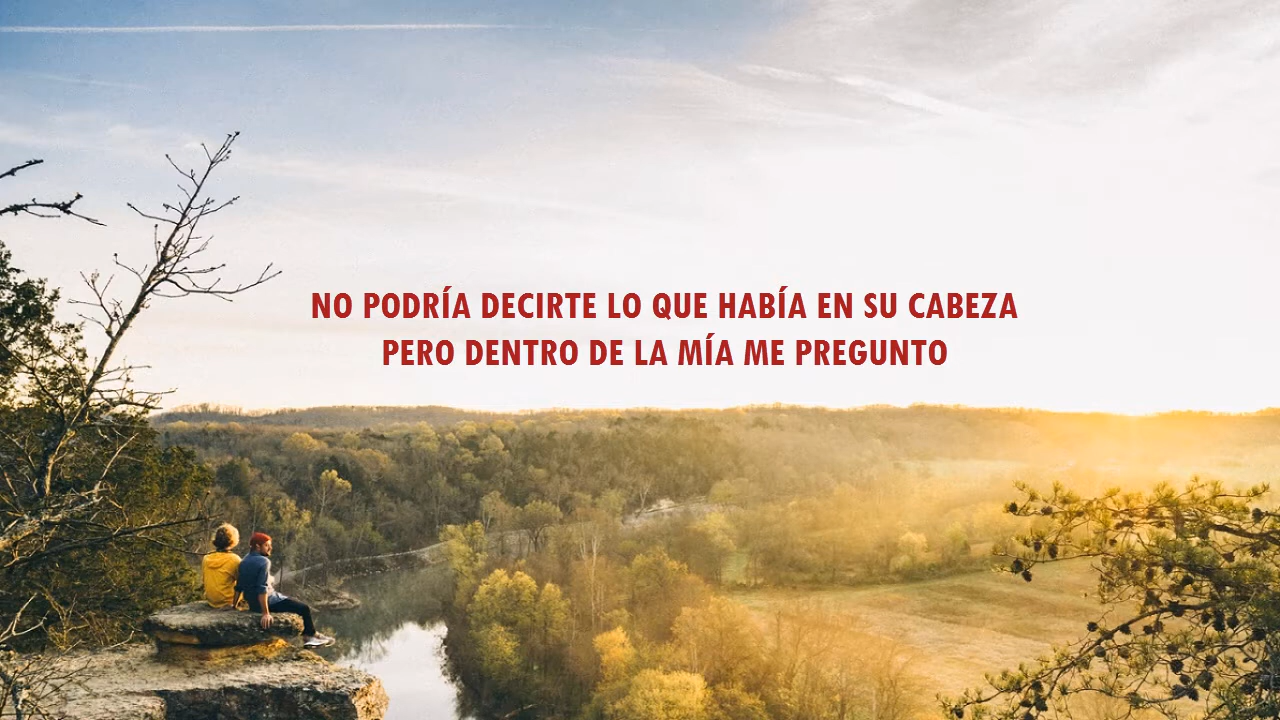 NO PODRÍA DECIRTE LO QUE HABÍA EN SU CABEZA
PERO DENTRO DE LA MÍA ME PREGUNTO